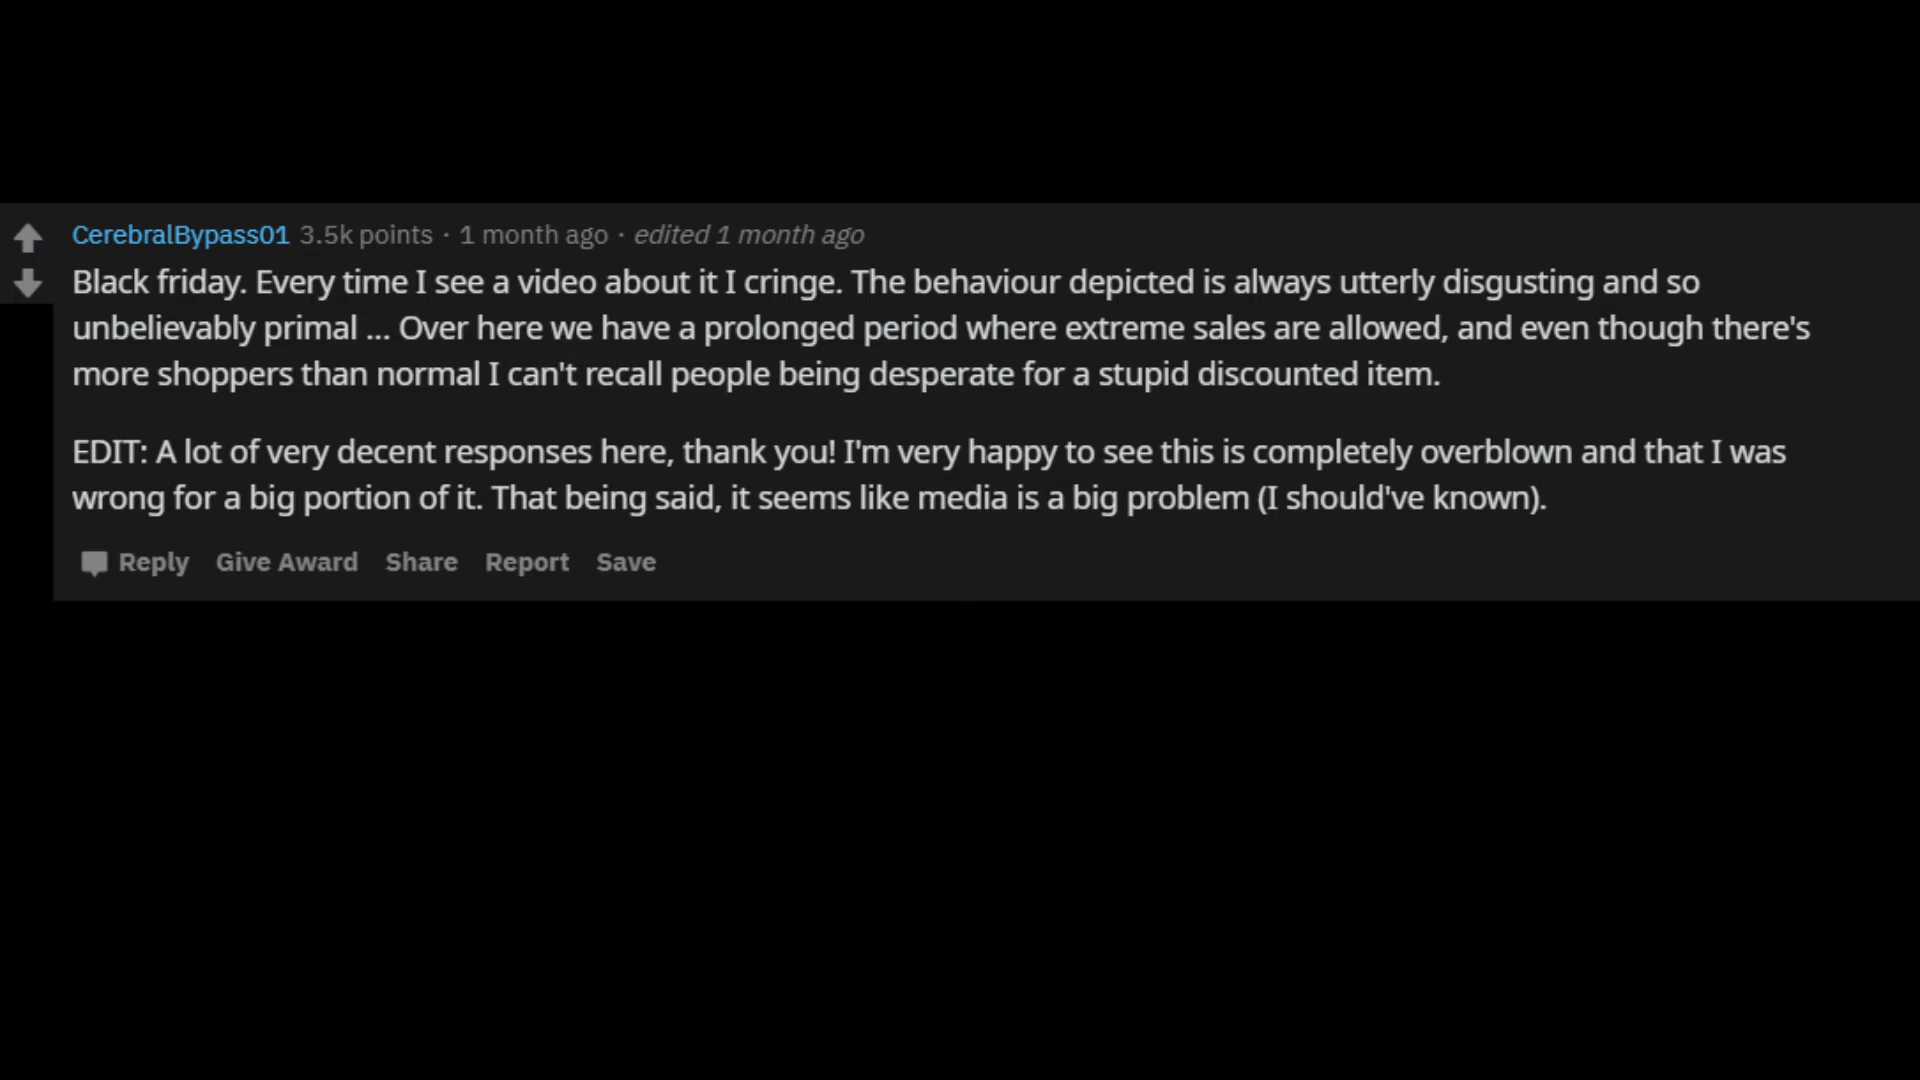 CerebralBypass01 3.5k points · 1 month ago · edited 1 month ago
Black friday. Every time I see a video about it I cringe. The behaviour depicted is always utterly disgusting and so
unbelievably primal ... Over here we have a prolonged period where extreme sales are allowed, and even though there's
more shoppers than normal I can't recall people being desperate for a stupid discounted item.
EDIT: A lot of very decent responses here, thank you! I'm very happy to see this is completely overblown and that I was
wrong for a big portion of it. That being said, it seems like media is a big problem (I should've known).
Reply Give Award Share Report Save